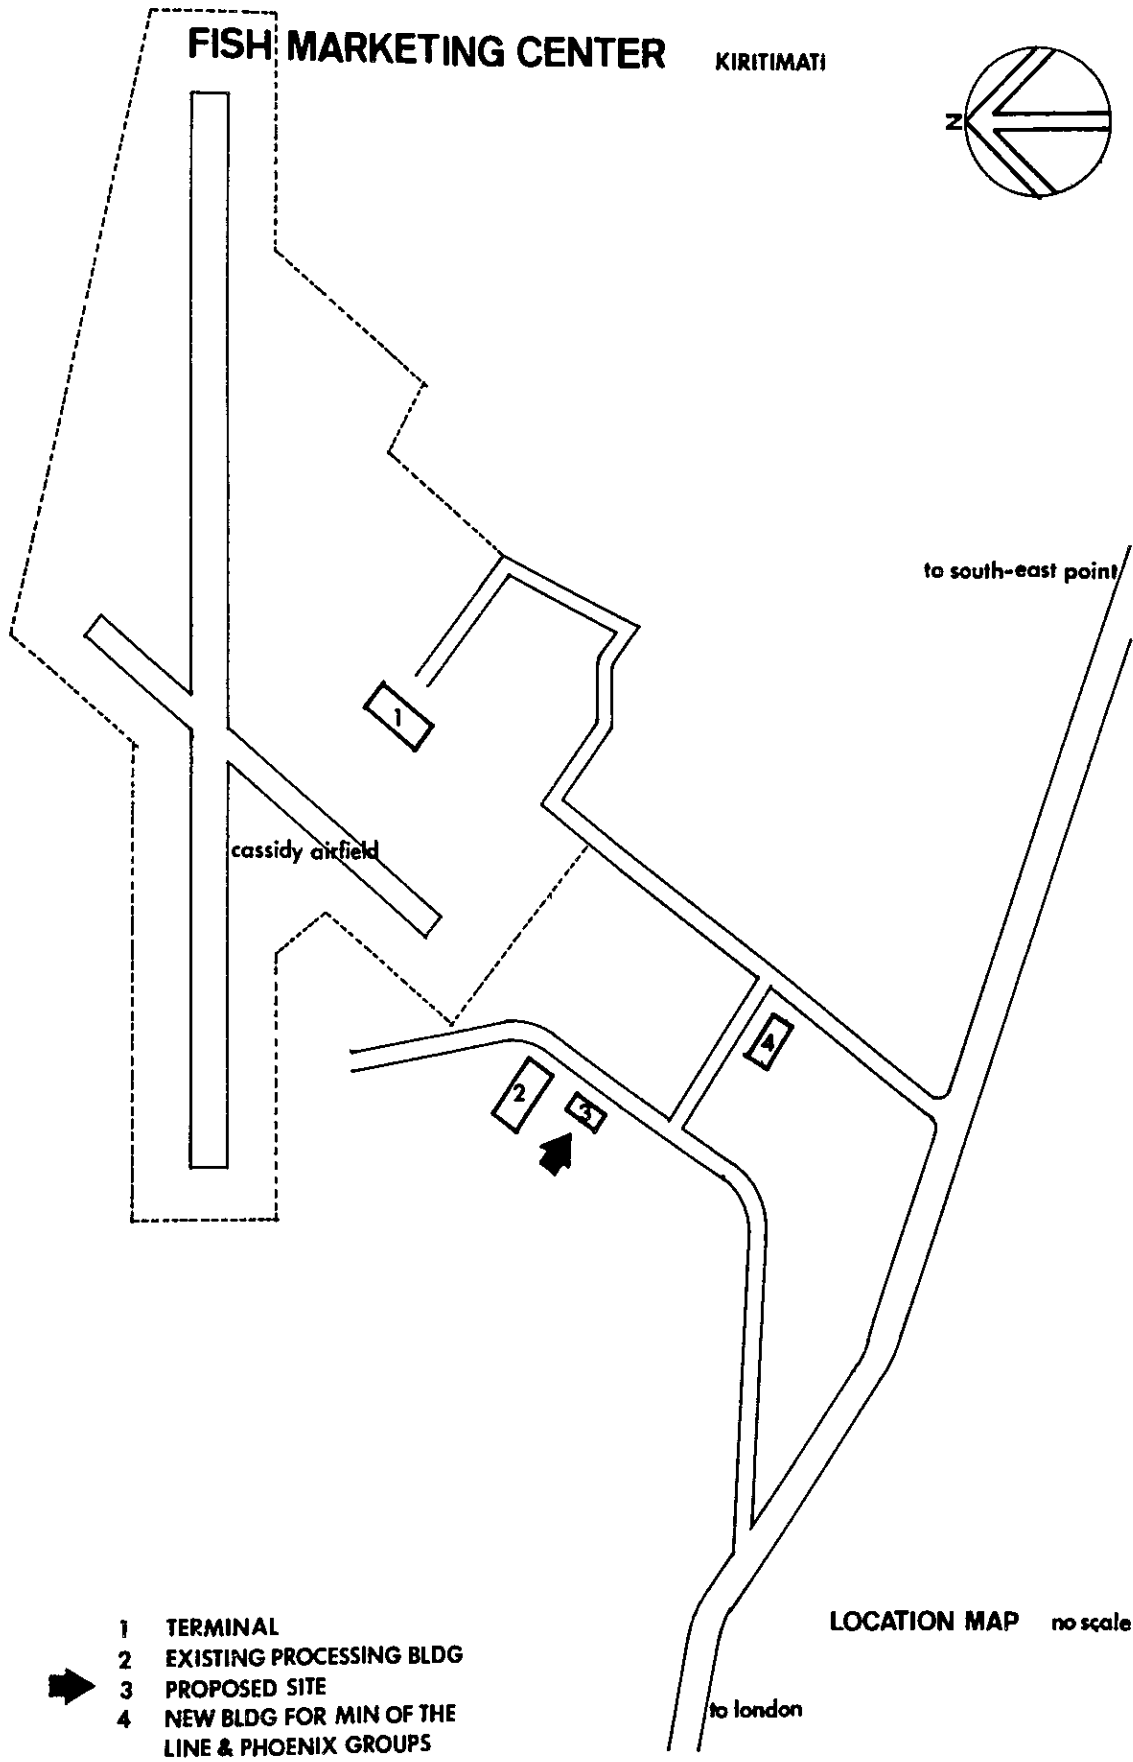 FISH MARKETING CENTER KIRITIMATI
N
to south-east point
1
cassidy airfield
4
2
3
1 TERMINAL
2 EXISTING PROCESSING BLDG
3 PROPOSED SITE
4 NEW BLDG FOR MIN OF THE
LINE & PHOENIX GROUPS
LOCATION MAP no scale
to london